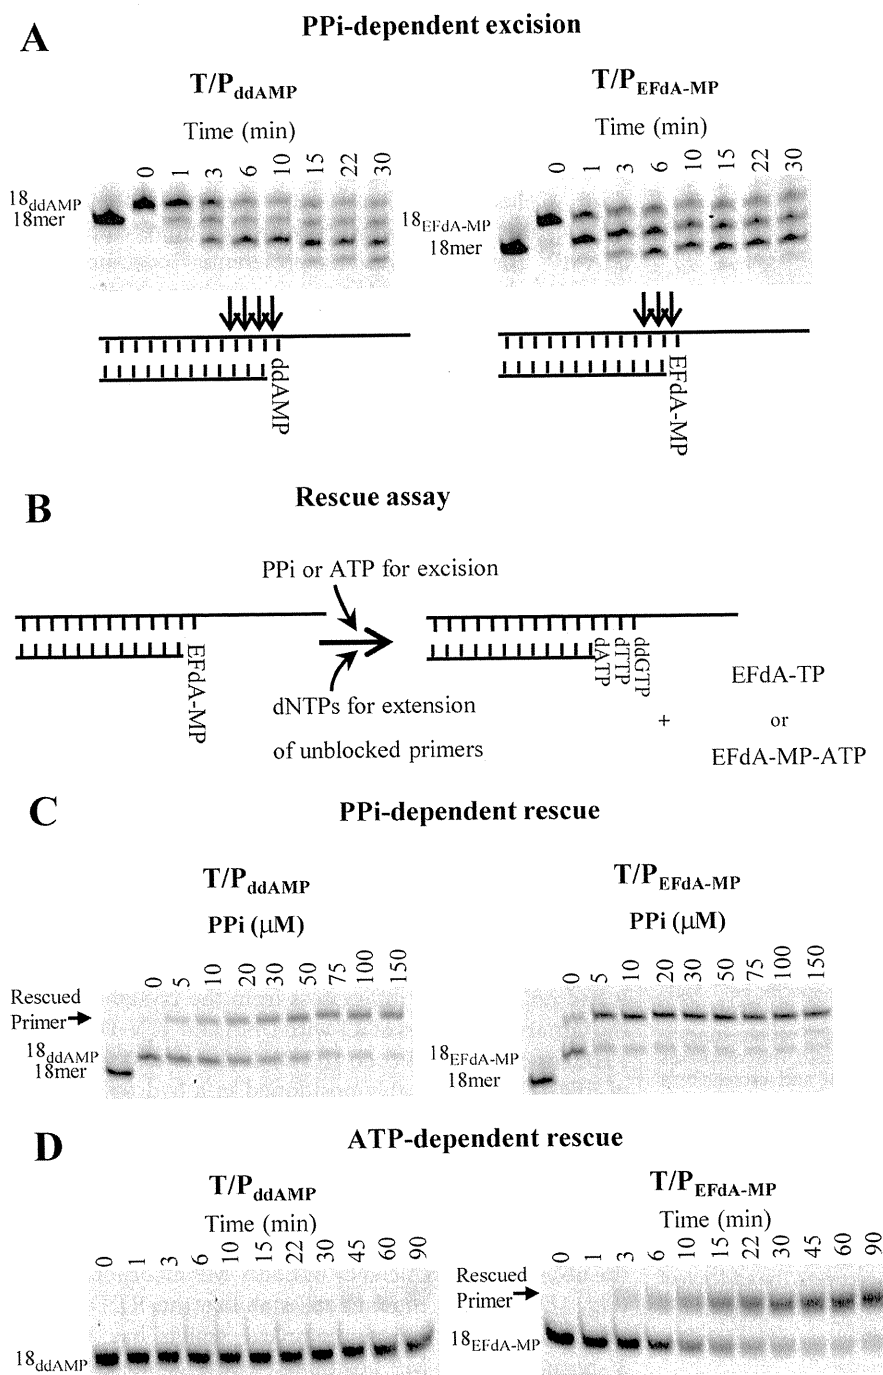 A
PPi-dependent excision
T/PddAMP
Time (min)
0 1 3 6 10 15 22 30
18ddAMP
18mer
ddAMP
T/PEFdA-MP
Time (min)
0 1 3 6 10 15 22 30
18EFdA-MP
18mer
EFdA-MP
B
Rescue assay
PPi or ATP for excision
EFdA-MP
dNTPs for extension
of unblocked primers
dATP
dTTP
ddGTP
+
EFdA-TP
or
EFdA-MP-ATP
C
PPi-dependent rescue
T/PddAMP
PPi (μM)
0 5 10 20 30 50 75 100 150
Rescued
Primer
18ddAMP
18mer
T/PEFdA-MP
PPi (μM)
0 5 10 20 30 50 75 100 150
18EFdA-MP
18mer
D
ATP-dependent rescue
T/PddAMP
Time (min)
0 1 3 6 10 15 22 30 45 60 90
18ddAMP
T/PEFdA-MP
Time (min)
0 1 3 6 10 15 22 30 45 60 90
Rescued
Primer
18EFdA-MP